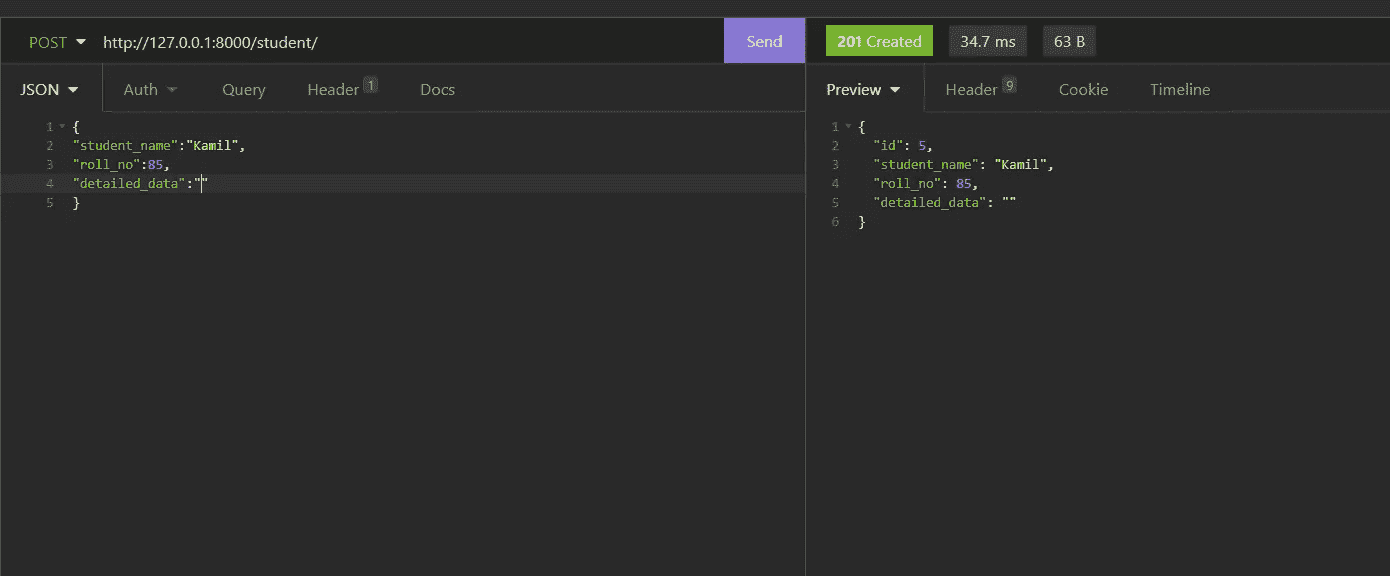 POST http://127.0.0.1:8000/student/ Send
JSON Auth Query Header 1 Docs
1 {
2 "student_name":"Kamil",
3 "roll_no":85,
4 "detailed_data":""
5 }
201 Created 34.7 ms 63 B
Preview Header 9 Cookie Timeline
1 {
2 "id": 5,
3 "student_name": "Kamil",
4 "roll_no": 85,
5 "detailed_data": ""
6 }